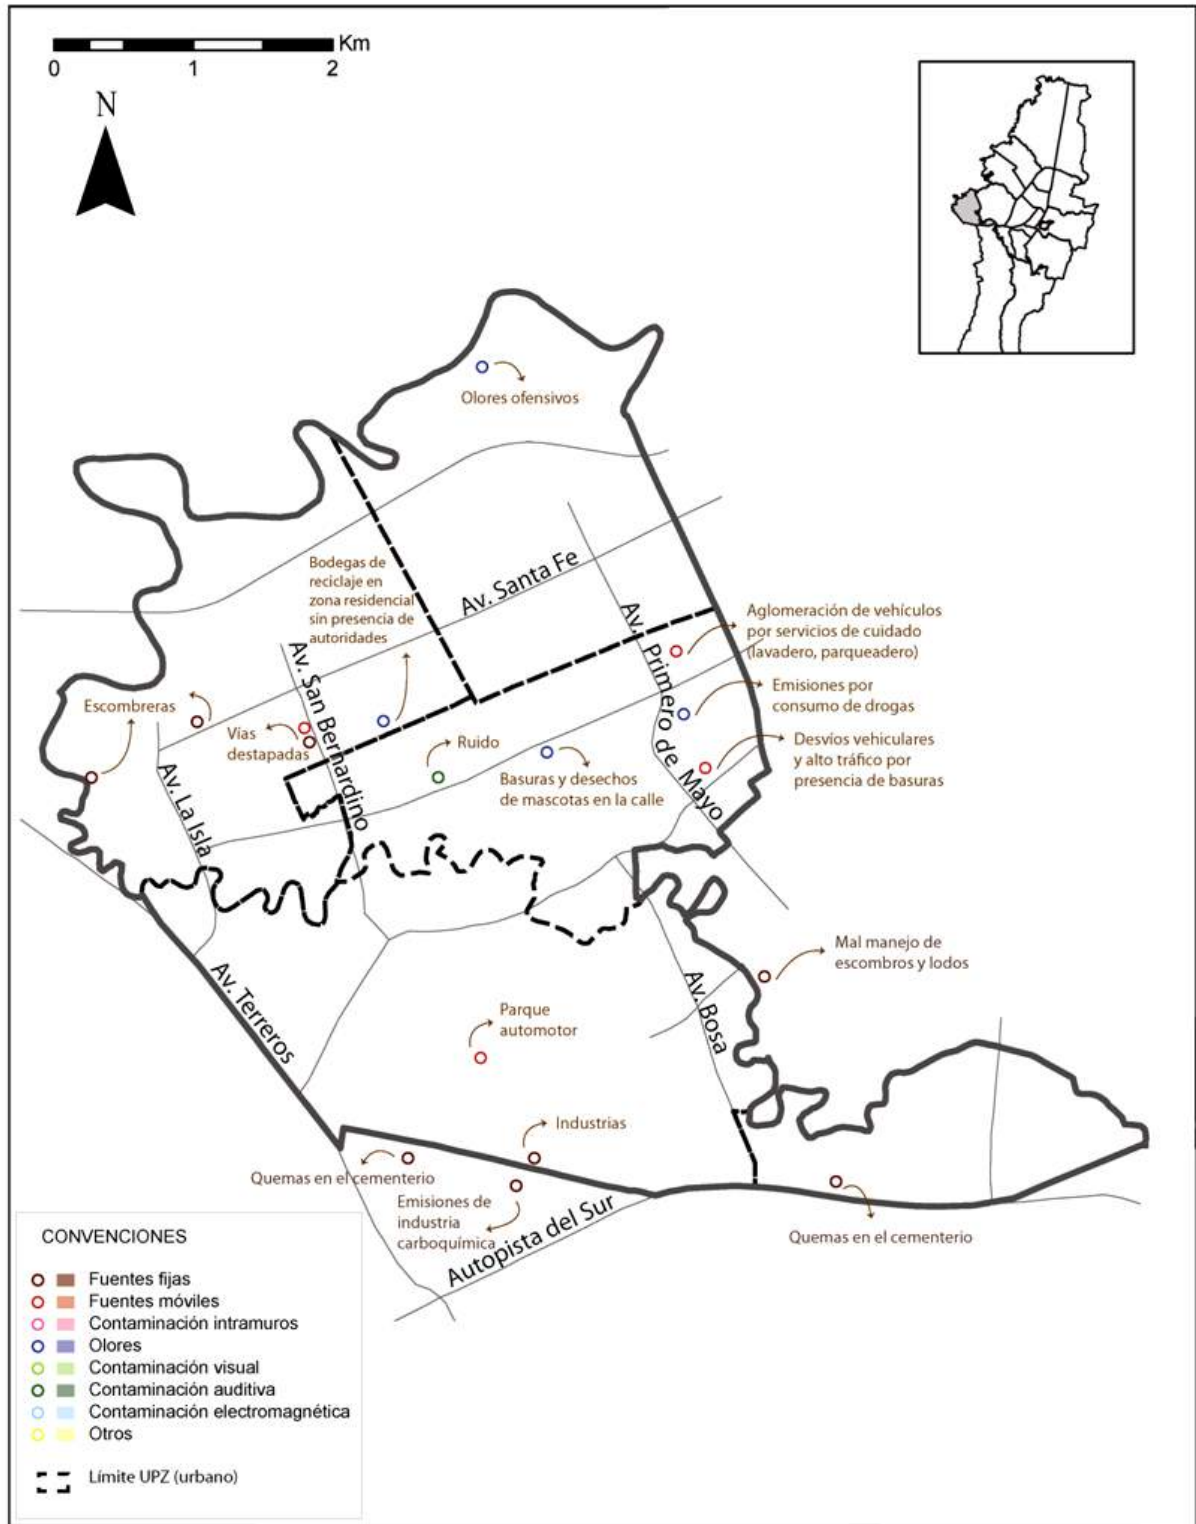 Km
0 1 2
N
Olores ofensivos
Bodegas de
reciclaje en
zona residencial
sin presencia de
autoridades
Av. Santa Fe
Av. Primero de Mayo
Aglomeración de vehículos
por servicios de cuidado
(lavadero, parqueadero)
Av. San Bernardino
Emisiones por
consumo de drogas
Escombreras
Vías
destapadas
Ruido
Desvíos vehiculares
y alto tráfico por
presencia de basuras
Basuras y desechos
de mascotas en la calle
Av. La Isla
Mal manejo de
escombros y lodos
Av. Terreros
Av. Bosa
Parque
automotor
Industrias
Quemas en el cementerio
Emisiones de
industria
carboquímica
Autopista del Sur
Quemas en el cementerio
CONVENCIONES
Fuentes fijas
Fuentes móviles
Contaminación intramuros
Olores
Contaminación visual
Contaminación auditiva
Contaminación electromagnética
Otros
Límite UPZ (urbano)